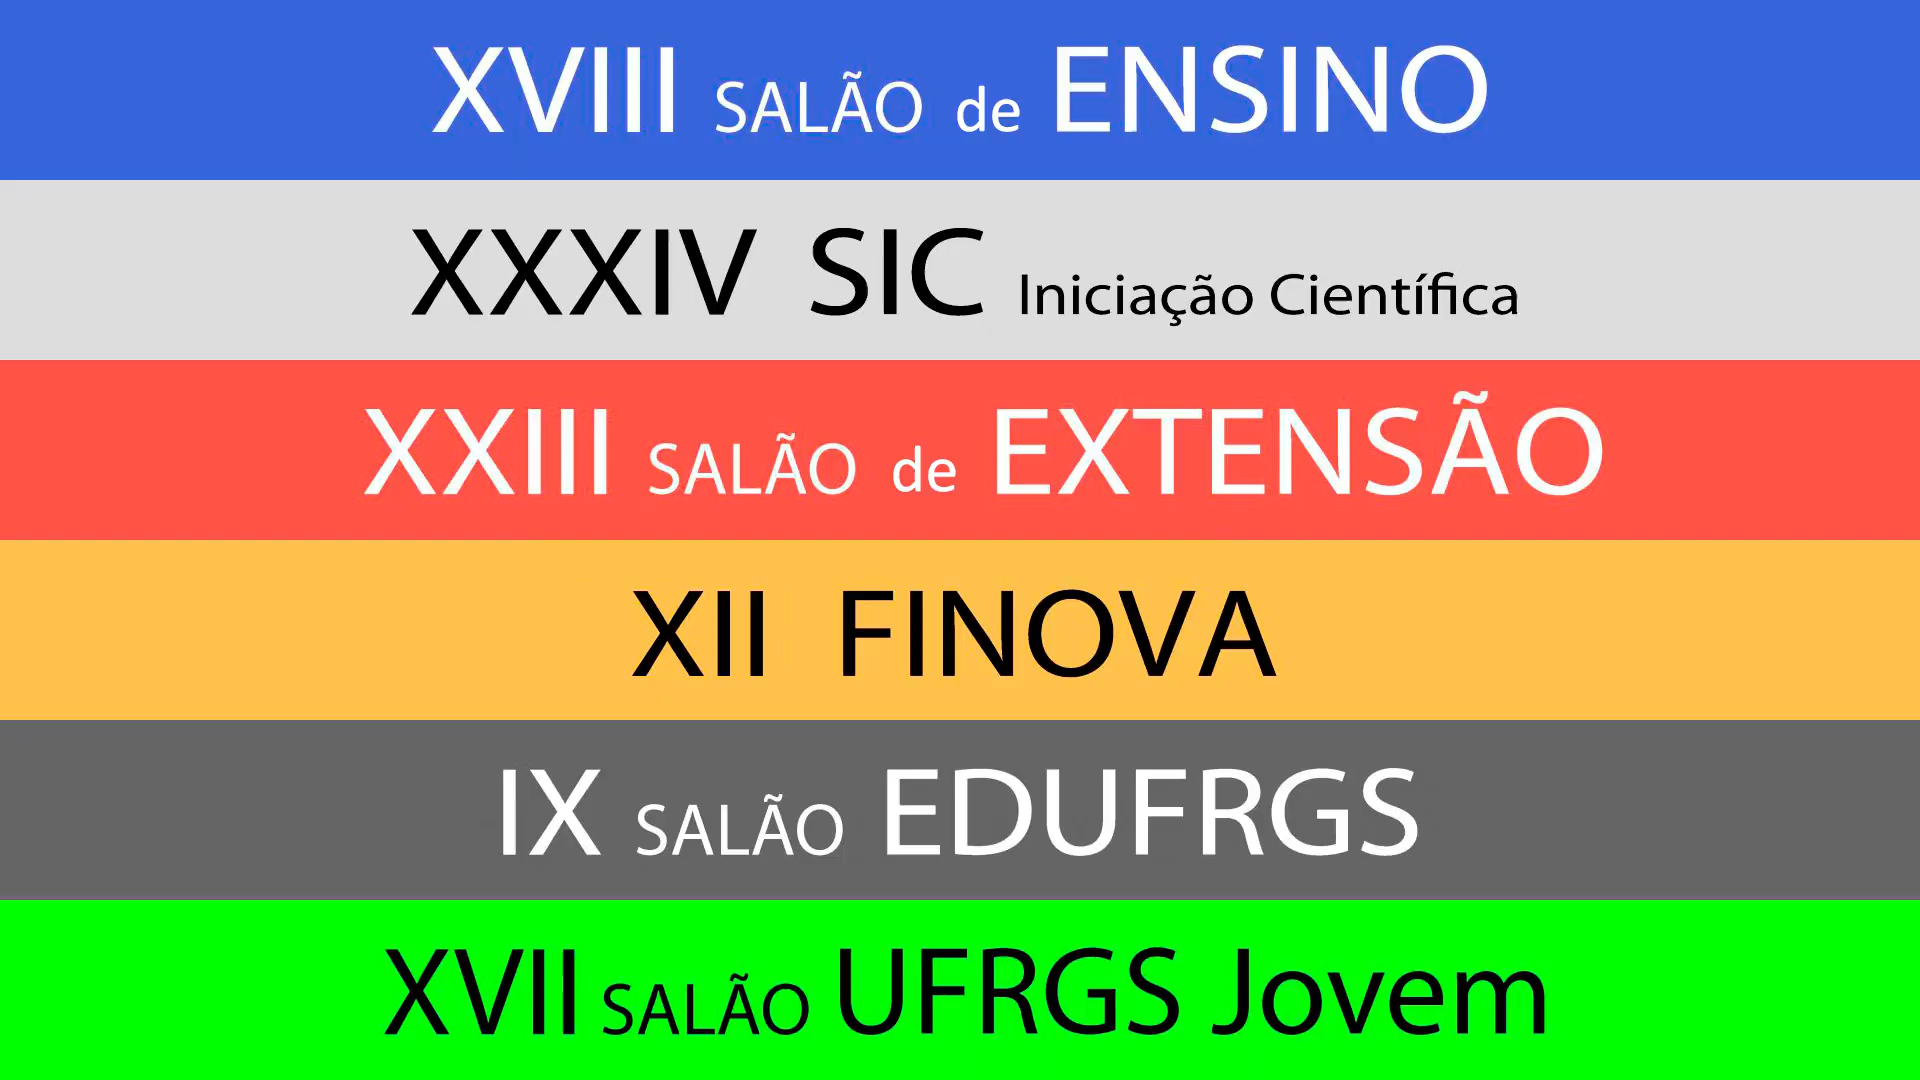 XVIII SALÃO de ENSINO
XXXIV SIC Iniciação Científica
XXIII SALÃO de EXTENSÃO
XII FINOVA
IX SALÃO EDUFRGS
XVII SALÃO UFRGS Jovem